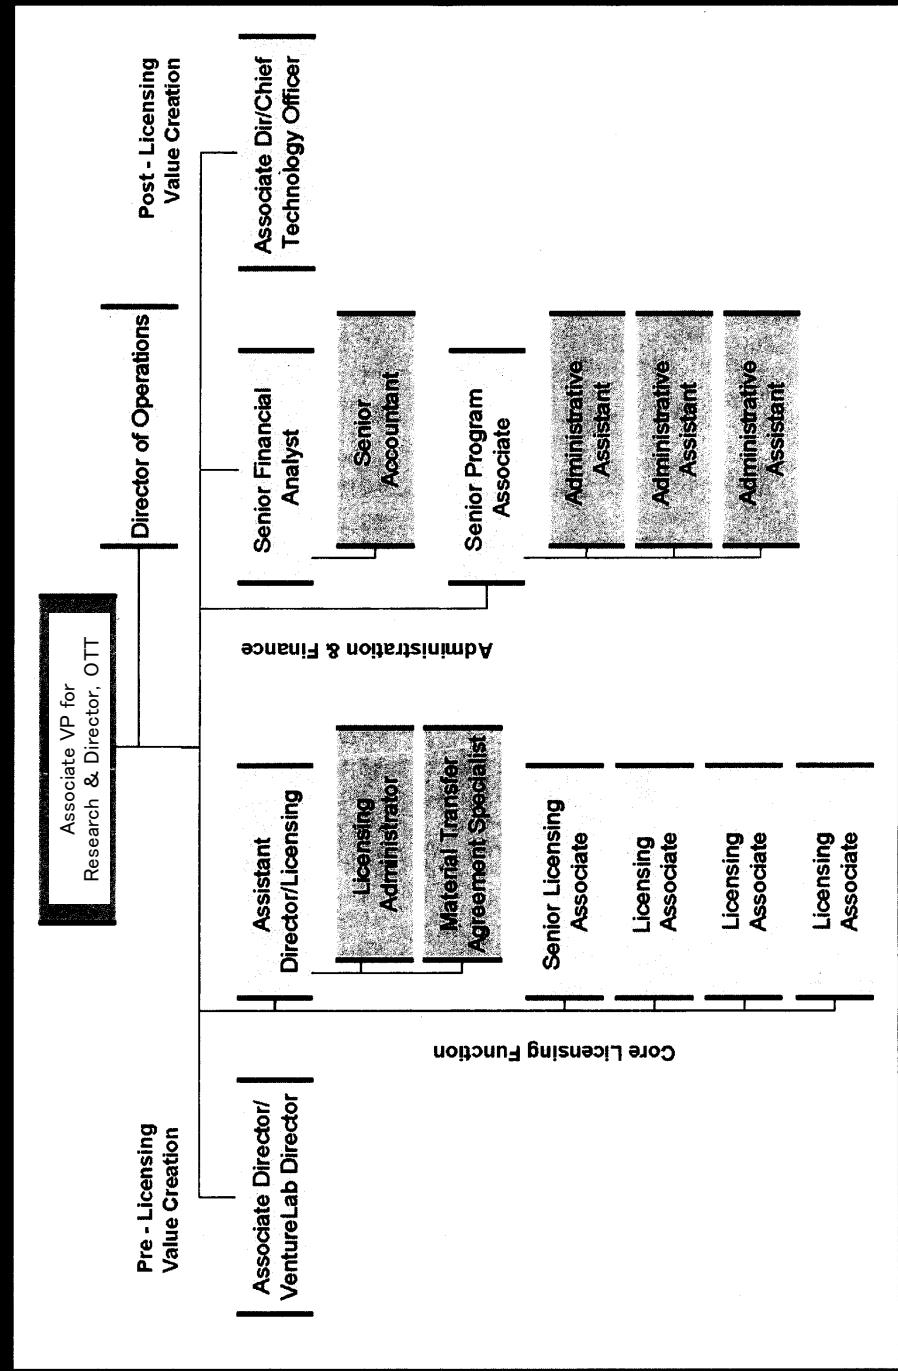 Associate VP for
Research & Director, OTT
Director of Operations
Pre - Licensing
Value Creation
Post - Licensing
Value Creation
Associate Director/
VentureLab Director
Core Licensing Function
Assistant
Director/Licensing
Licensing
Administrator
Material Transfer
Agreement Specialist
Senior Licensing
Associate
Licensing
Associate
Licensing
Associate
Licensing
Associate
Administration & Finance
Senior Financial
Analyst
Senior
Accountant
Senior Program
Associate
Administrative
Assistant
Administrative
Assistant
Administrative
Assistant
Associate Dir/Chief
Technology Officer